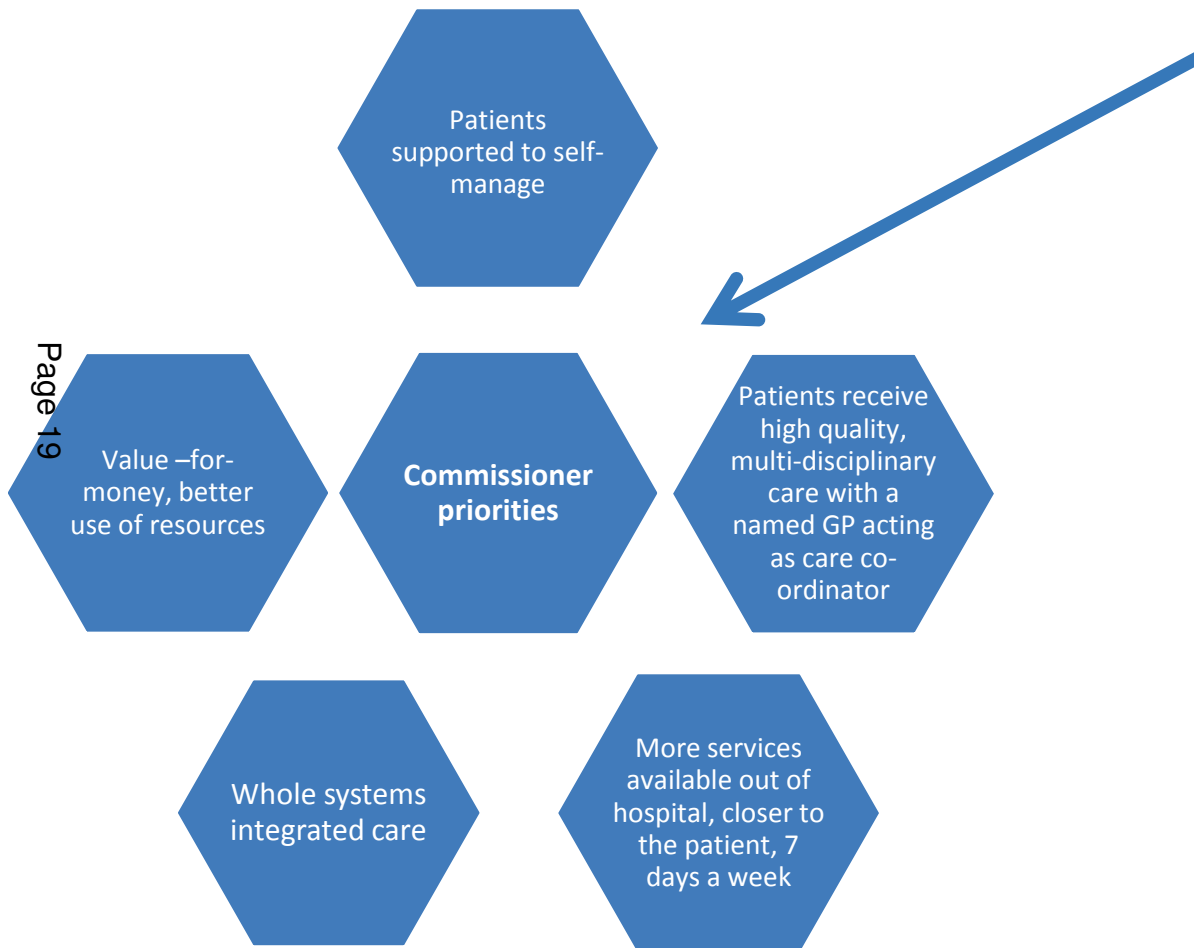 Patients
supported to self-
manage
Page 19
Value –for-
money, better
use of resources
Commissioner
priorities
Patients receive
high quality,
multi-disciplinary
care with a
named GP acting
as care co-
ordinator
Whole systems
integrated care
More services
available out of
hospital, closer to
the patient, 7
days a week